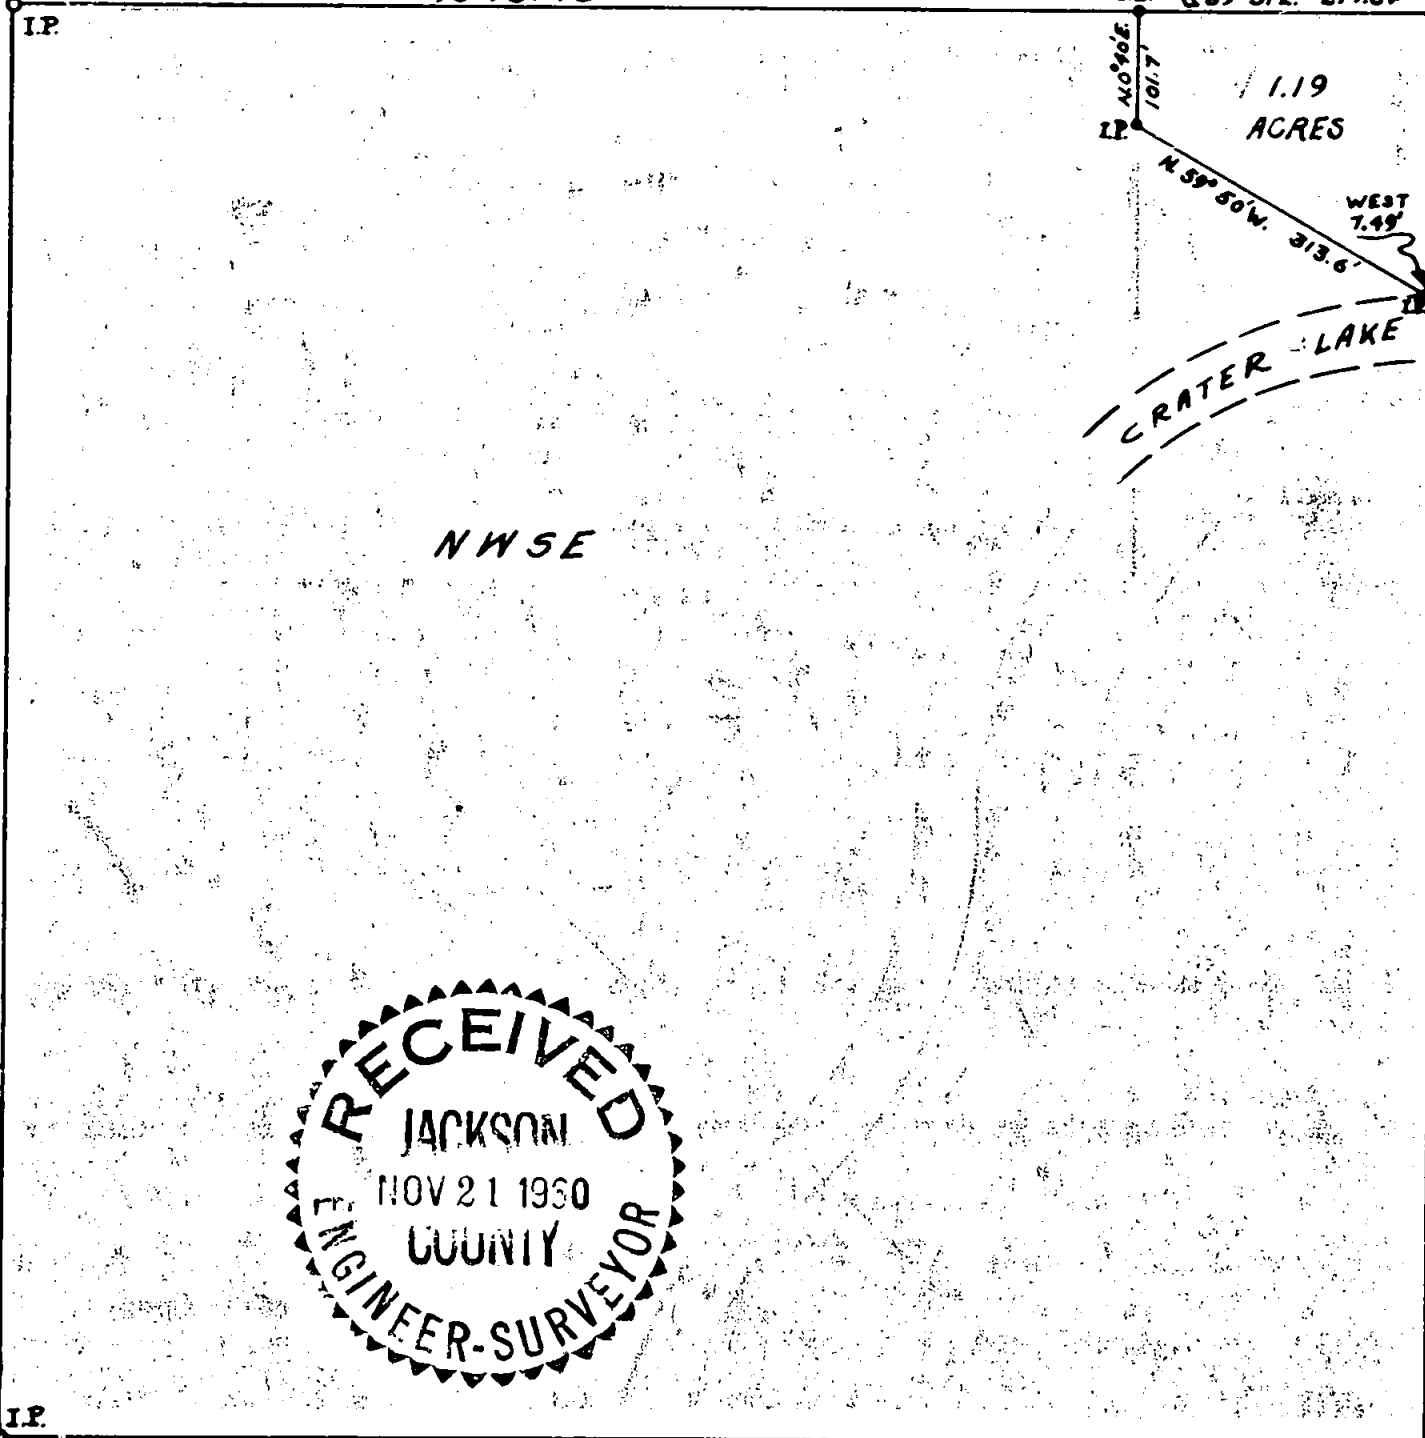 I.P.
N.0°40'E.
101.7'
1.19
ACRES
I.P.
N.59°50'W. 313.6'
WEST
7.49'
CRATER LAKE
NWSE
RECEIVED
JACKSON
NOV 21 1960
COUNTY
ENGINEER-SURVEYOR
I.P.